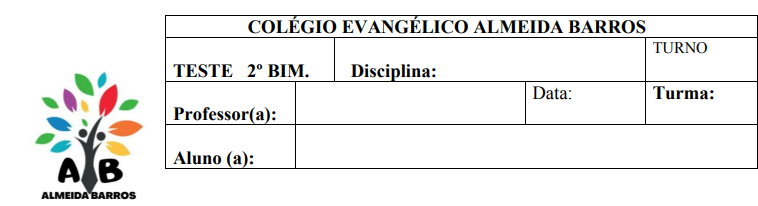 COLÉGIO EVANGÉLICO ALMEIDA BARROS
TESTE 2º BIM. Disciplina: TURNO
Professor(a): Data: Turma:
Aluno (a):
AB
ALMEIDA BARROS